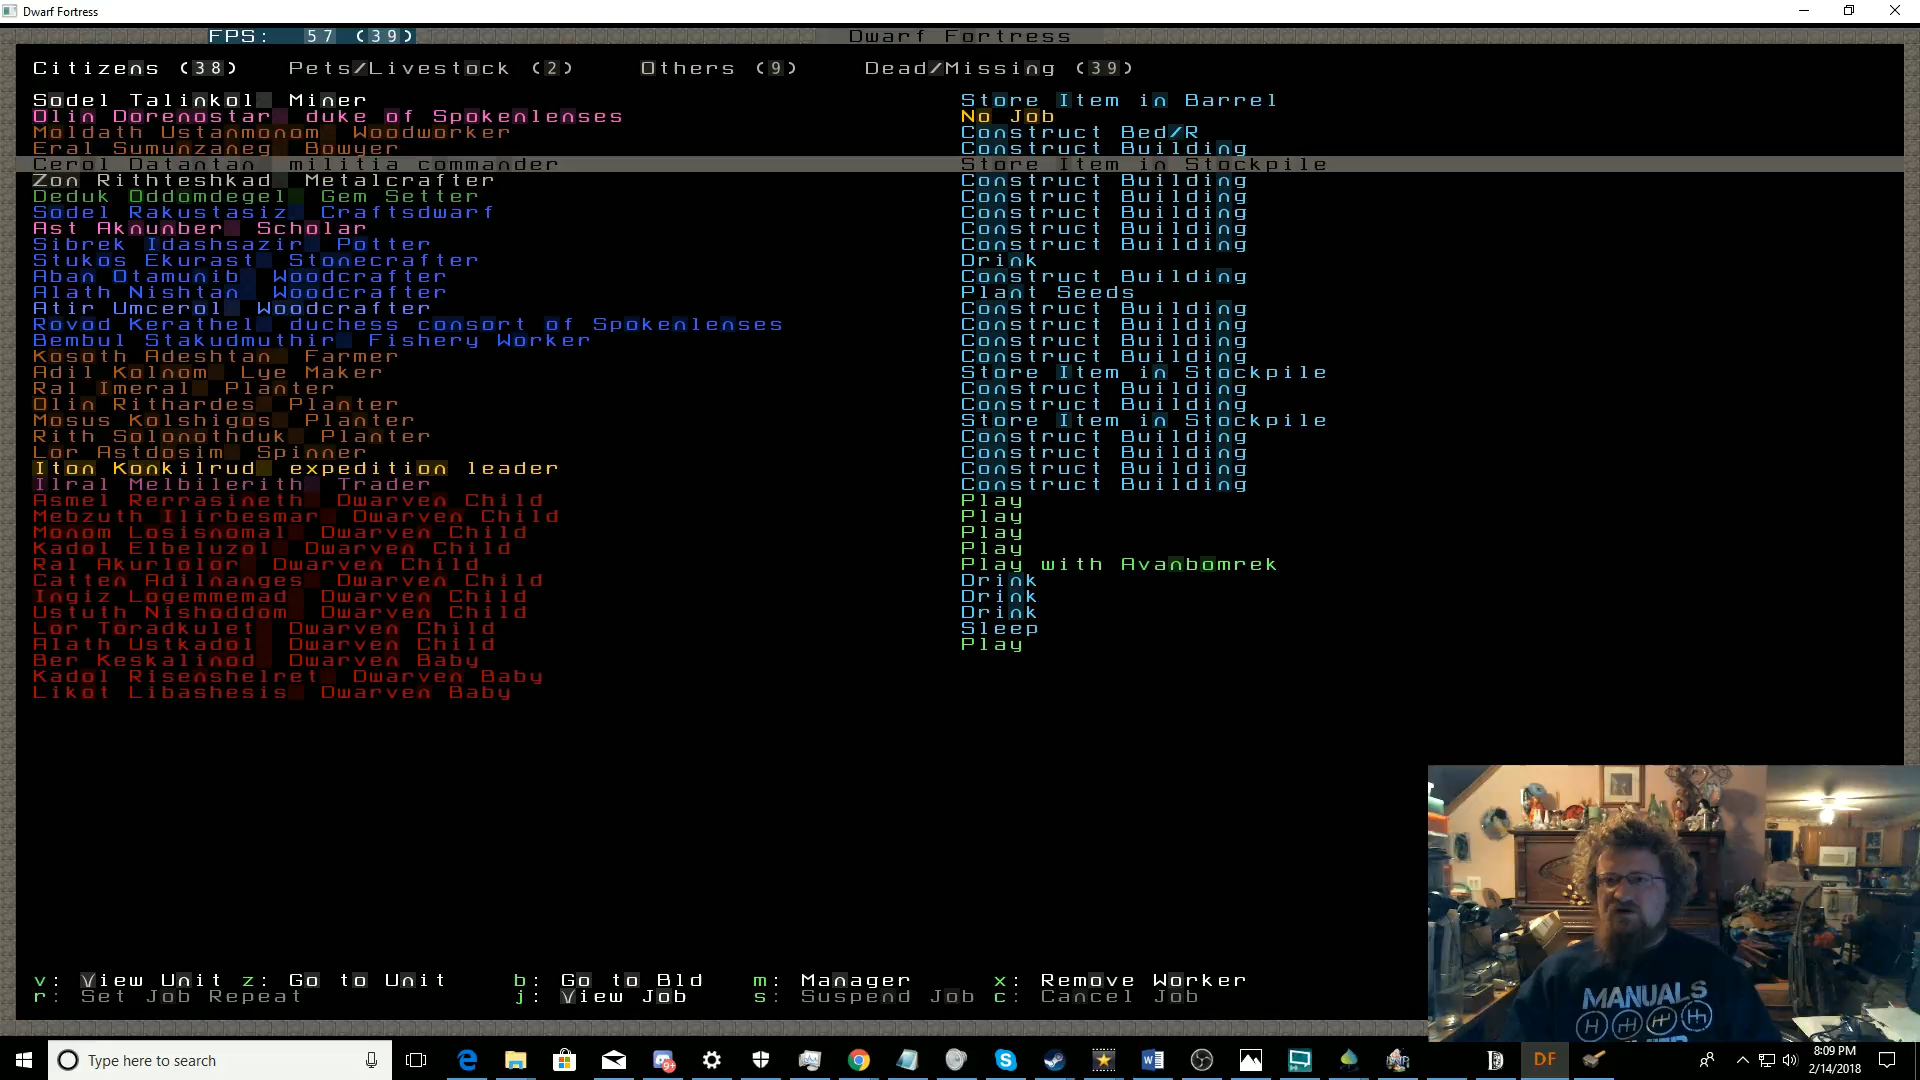 Dwarf Fortress
FPS: 57 (39) Dwarf Fortress
Citizens (38) Pets/Livestock (2) Others (9) Dead/Missing (39)
Sodel Talinkol Miner Store Item in Barrel
Olin Dorenostar duke of Spokenlenses No Job
Moldath Ustanmonom Woodworker Construct Bed/R
Eral Sumunzaneg Bowyer Construct Building
Cerol Datantan militia commander Store Item in Stockpile
Zon Rithteshkad Metalcrafter Construct Building
Deduk Oddomdegel Gem Setter Construct Building
Sodel Rakustasiz Craftsdwarf Construct Building
Ast Aknunber Scholar Construct Building
Sibrek Idashsazir Potter Construct Building
Stukos Ekurast Stonecrafter Drink
Aban Otamunib Woodcrafter Construct Building
Alath Nishtan Woodcrafter Plant Seeds
Atir Umcerol Woodcrafter Construct Building
Rovod Kerathel duchess consort of Spokenlenses Construct Building
Bembul Stakudmuthir Fishery Worker Construct Building
Kosoth Adeshtan Farmer Construct Building
Adil Kolnom Lye Maker Store Item in Stockpile
Ral Imeral Planter Construct Building
Olin Rithardes Planter Construct Building
Mosus Kolshigos Planter Store Item in Stockpile
Rith Solonothduk Planter Construct Building
Lor Astdosim Spinner Construct Building
Iton Konkilrud expedition leader Construct Building
Ilral Melbilerith Trader Construct Building
Asmel Rerrasineth Dwarven Child Play
Mebzuth Ilirbesmar Dwarven Child Play
Monom Losisnomal Dwarven Child Play
Kadol Elbeluzol Dwarven Child Play
Ral Akurlolor Dwarven Child Play with Avanbomrek
Catten Adilnanges Dwarven Child Drink
Ingiz Logemmemad Dwarven Child Drink
Ustuth Nishoddom Dwarven Child Drink
Lor Toradkulet Dwarven Child Sleep
Alath Ustkadol Dwarven Child Play
Ber Keskalinod Dwarven Baby
Kadol Risenshelret Dwarven Baby
Likot Libashesis Dwarven Baby
v: View Unit z: Go to Unit b: Go to Bld m: Manager x: Remove Worker
r: Set Job Repeat j: View Job s: Suspend Job c: Cancel Job
MANUALS
Type here to search
DF
8:09 PM
2/14/2018